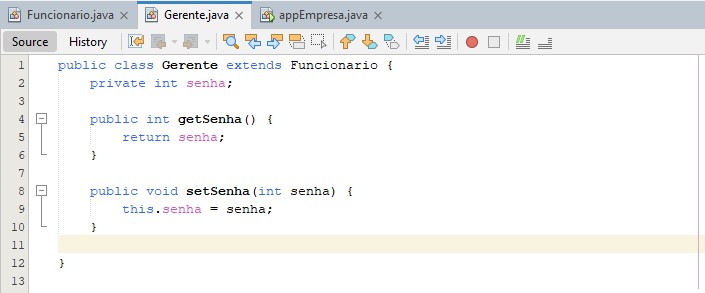 Funcionario.java × Gerente.java × appEmpresa.java ×
Source History
1 public class Gerente extends Funcionario {
2 private int senha;
3
4 public int getSenha() {
5 return senha;
6 }
7
8 public void setSenha(int senha) {
9 this.senha = senha;
10 }
11
12 }
13